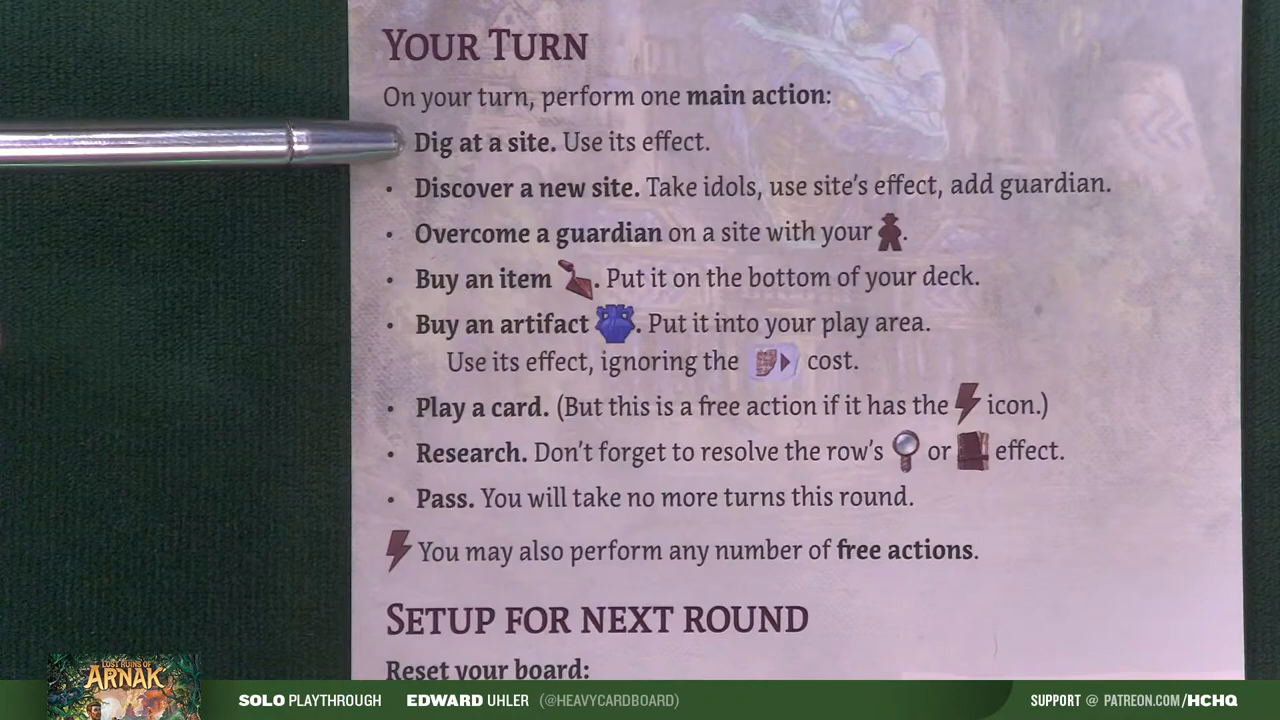 YOUR TURN
On your turn, perform one main action:
Dig at a site. Use its effect.
• Discover a new site. Take idols, use site's effect, add guardian.
• Overcome a guardian on a site with your .
• Buy an item . Put it on the bottom of your deck.
• Buy an artifact . Put it into your play area.
Use its effect, ignoring the cost.
• Play a card. (But this is a free action if it has the icon.)
• Research. Don't forget to resolve the row's or effect.
• Pass. You will take no more turns this round.
You may also perform any number of free actions.
SETUP FOR NEXT ROUND
Reset your board:
LOST RUINS OF
ARNAK
SOLO PLAYTHROUGH EDWARD UHLER (@HEAVYCARDBOARD) SUPPORT @ PATREON.COM/HCHQ